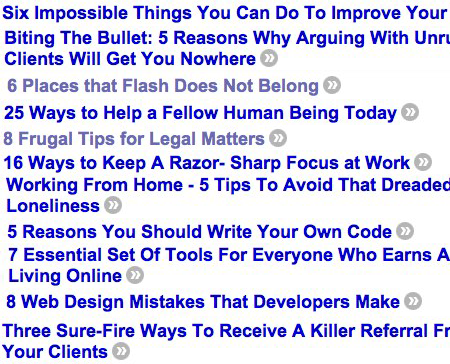 Six Impossible Things You Can Do To Improve Your
Biting The Bullet: 5 Reasons Why Arguing With Unru
Clients Will Get You Nowhere
6 Places that Flash Does Not Belong
25 Ways to Help a Fellow Human Being Today
8 Frugal Tips for Legal Matters
16 Ways to Keep A Razor- Sharp Focus at Work
Working From Home - 5 Tips To Avoid That Dreaded
Loneliness
5 Reasons You Should Write Your Own Code
7 Essential Set Of Tools For Everyone Who Earns A
Living Online
8 Web Design Mistakes That Developers Make
Three Sure-Fire Ways To Receive A Killer Referral Fr
Your Clients